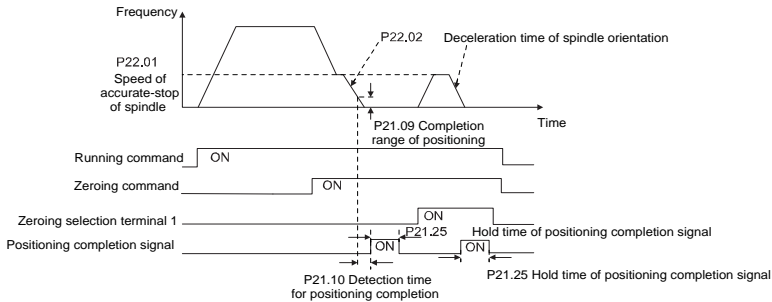 Frequency
P22.02
Deceleration time of spindle orientation
P22.01
Speed of
accurate-stop
of spindle
Time
P21.09 Completion
range of positioning
Running command
ON
Zeroing command
ON
Zeroing selection terminal 1
ON
P21.25
Hold time of positioning completion signal
Positioning completion signal
ON
ON
P21.10 Detection time
for positioning completion
P21.25 Hold time of positioning completion signal